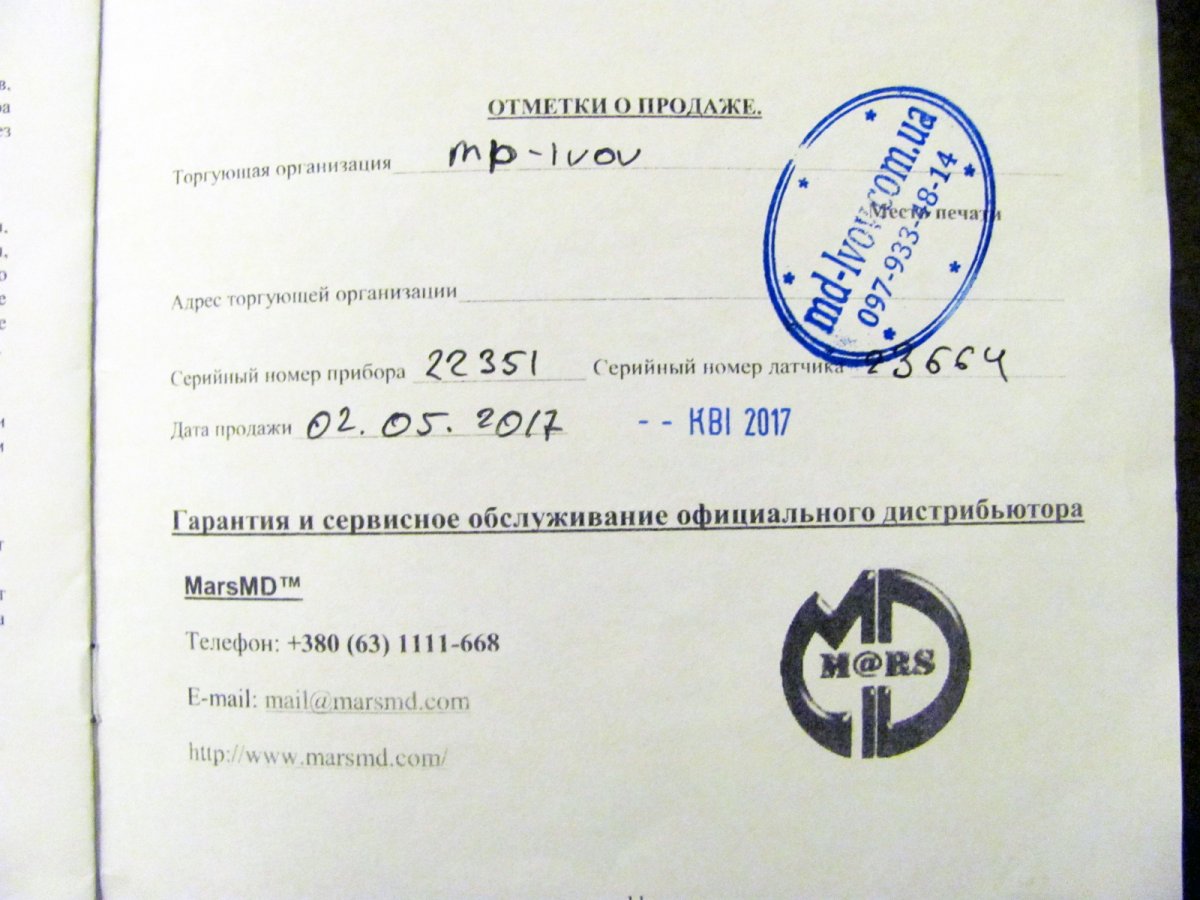 ОТМЕТКИ О ПРОДАЖЕ.
Торгующая организация mp-lvov
md-lvov.com.ua
097-933-48-14
Место печати
Адрес торгующей организации
Серийный номер прибора 22351 Серийный номер датчика 23664
Дата продажи 02.05.2017 -- КВІ 2017
Гарантия и сервисное обслуживание официального дистрибьютора
MarsMD™
Телефон: +380 (63) 1111-668
E-mail: mail@marsmd.com
http://www.marsmd.com/
MD
M@RS